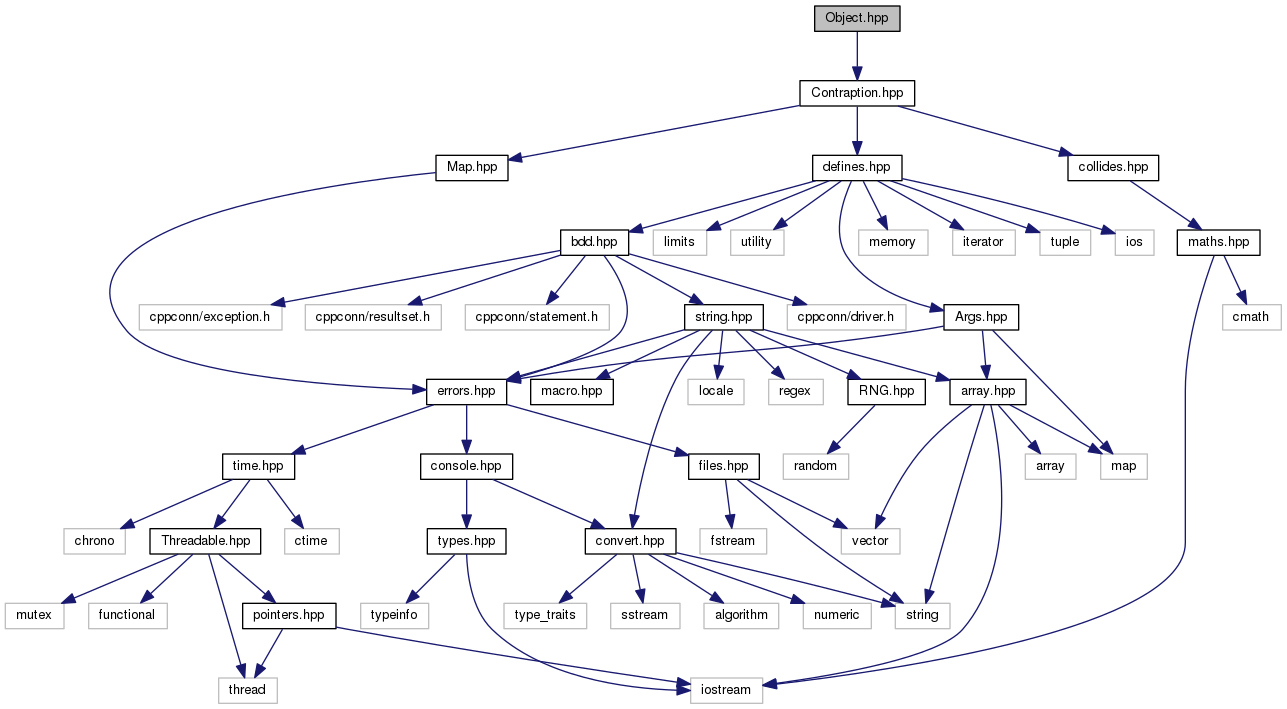 Object.hpp
Contraption.hpp
Map.hpp
defines.hpp
collides.hpp
bdd.hpp
limits
utility
memory
iterator
tuple
ios
maths.hpp
cppconn/exception.h
cppconn/resultset.h
cppconn/statement.h
string.hpp
cppconn/driver.h
Args.hpp
cmath
errors.hpp
macro.hpp
locale
regex
RNG.hpp
array.hpp
time.hpp
console.hpp
files.hpp
random
array
map
chrono
Threadable.hpp
ctime
types.hpp
convert.hpp
fstream
vector
mutex
functional
pointers.hpp
typeinfo
type_traits
sstream
algorithm
numeric
string
thread
iostream